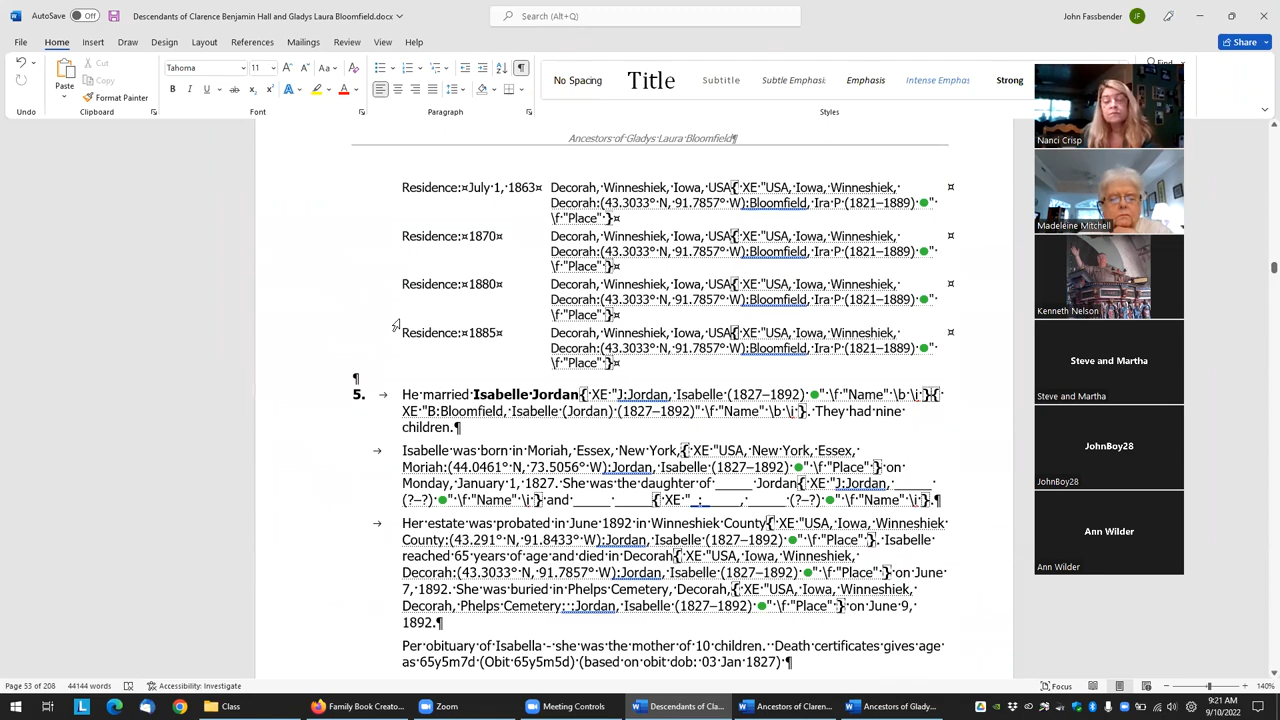 AutoSave Off Descendants of Clarence Benjamin Hall and Gladys Laura Bloomfield.docx Search (Alt+Q) John Fassbender JF
File Home Insert Draw Design Layout References Mailings Review View Help Share
Paste Cut Copy Format Painter Tahoma 11 No Spacing Title Subtitle Subtle Emphasis Emphasis Intense Emphas Strong Find
Undo Clipboard Font Paragraph Styles
Ancestors·of·Gladys·Laura·Bloomfield¶
Residence:¤July·1,·1863¤ Decorah,·Winneshiek,·Iowa,·USA{·XE·"USA,·Iowa,·Winneshiek,· ¤
Decorah:(43.3033°·N,·91.7857°·W);Bloomfield,·Ira·P·(1821–1889)·●"·
\f·"Place"·}¤
Residence:¤1870¤ Decorah,·Winneshiek,·Iowa,·USA{·XE·"USA,·Iowa,·Winneshiek,· ¤
Decorah:(43.3033°·N,·91.7857°·W);Bloomfield,·Ira·P·(1821–1889)·●"·
\f·"Place"·}¤
Residence:¤1880¤ Decorah,·Winneshiek,·Iowa,·USA{·XE·"USA,·Iowa,·Winneshiek,· ¤
Decorah:(43.3033°·N,·91.7857°·W);Bloomfield,·Ira·P·(1821–1889)·●"·
\f·"Place"·}¤
Residence:¤1885¤ Decorah,·Winneshiek,·Iowa,·USA{·XE·"USA,·Iowa,·Winneshiek,· ¤
Decorah:(43.3033°·N,·91.7857°·W);Bloomfield,·Ira·P·(1821–1889)·●"·
\f·"Place"·}¤
¶
5. → He·married·Isabelle·Jordan{·XE·"J:Jordan,·Isabelle·(1827–1892)·●"·\f·"Name"·\b·\i·}{·
XE·"B:Bloomfield,·Isabelle·(Jordan)·(1827–1892)"·\f·"Name"·\b·\i·}.·They·had·nine·
children.¶
→ Isabelle·was·born·in·Moriah,·Essex,·New·York,{·XE·"USA,·New·York,·Essex,·
Moriah:(44.0461°·N,·73.5056°·W);Jordan,·Isabelle·(1827–1892)·●"·\f·"Place"·}·on·
Monday,·January·1,·1827.·She·was·the·daughter·of·_____·Jordan{·XE·"J:Jordan,·_____·
(?–?)·●"·\f·"Name"·\i·}·and·_____·_____{·XE·"_:_____,·_____·(?–?)·●"·\f·"Name"·\i·}.¶
→ Her·estate·was·probated·in·June·1892·in·Winneshiek·County{·XE·"USA,·Iowa,·Winneshiek·
County:(43.291°·N,·91.8433°·W);Jordan,·Isabelle·(1827–1892)·●"·\f·"Place"·}.·Isabelle·
reached·65·years·of·age·and·died·in·Decorah{·XE·"USA,·Iowa,·Winneshiek,·
Decorah:(43.3033°·N,·91.7857°·W);Jordan,·Isabelle·(1827–1892)·●"·\f·"Place"·}·on·June·
7,·1892.·She·was·buried·in·Phelps·Cemetery,·Decorah,{·XE·"USA,·Iowa,·Winneshiek,·
Decorah,·Phelps·Cemetery:;Jordan,·Isabelle·(1827–1892)·●"·\f·"Place"·}·on·June·9,·
1892.¶
Per·obituary·of·Isabella·-·she·was·the·mother·of·10·children.··Death·certificates·gives·age·
as·65y5m7d·(Obit·65y5m5d)·(based·on·obit·dob:·03·Jan·1827)·¶
Nanci Crisp
Madeleine Mitchell
Kenneth Nelson
Steve and Martha
Steve and Martha
JohnBoy28
JohnBoy28
Ann Wilder
Ann Wilder
Page 53 of 208 44144 words Accessibility: Investigate Focus 140%
Class Family Book Creato... Zoom Meeting Controls Descendants of Cla... Ancestors of Claren... Ancestors of Glady...
9:21 AM
9/10/2022